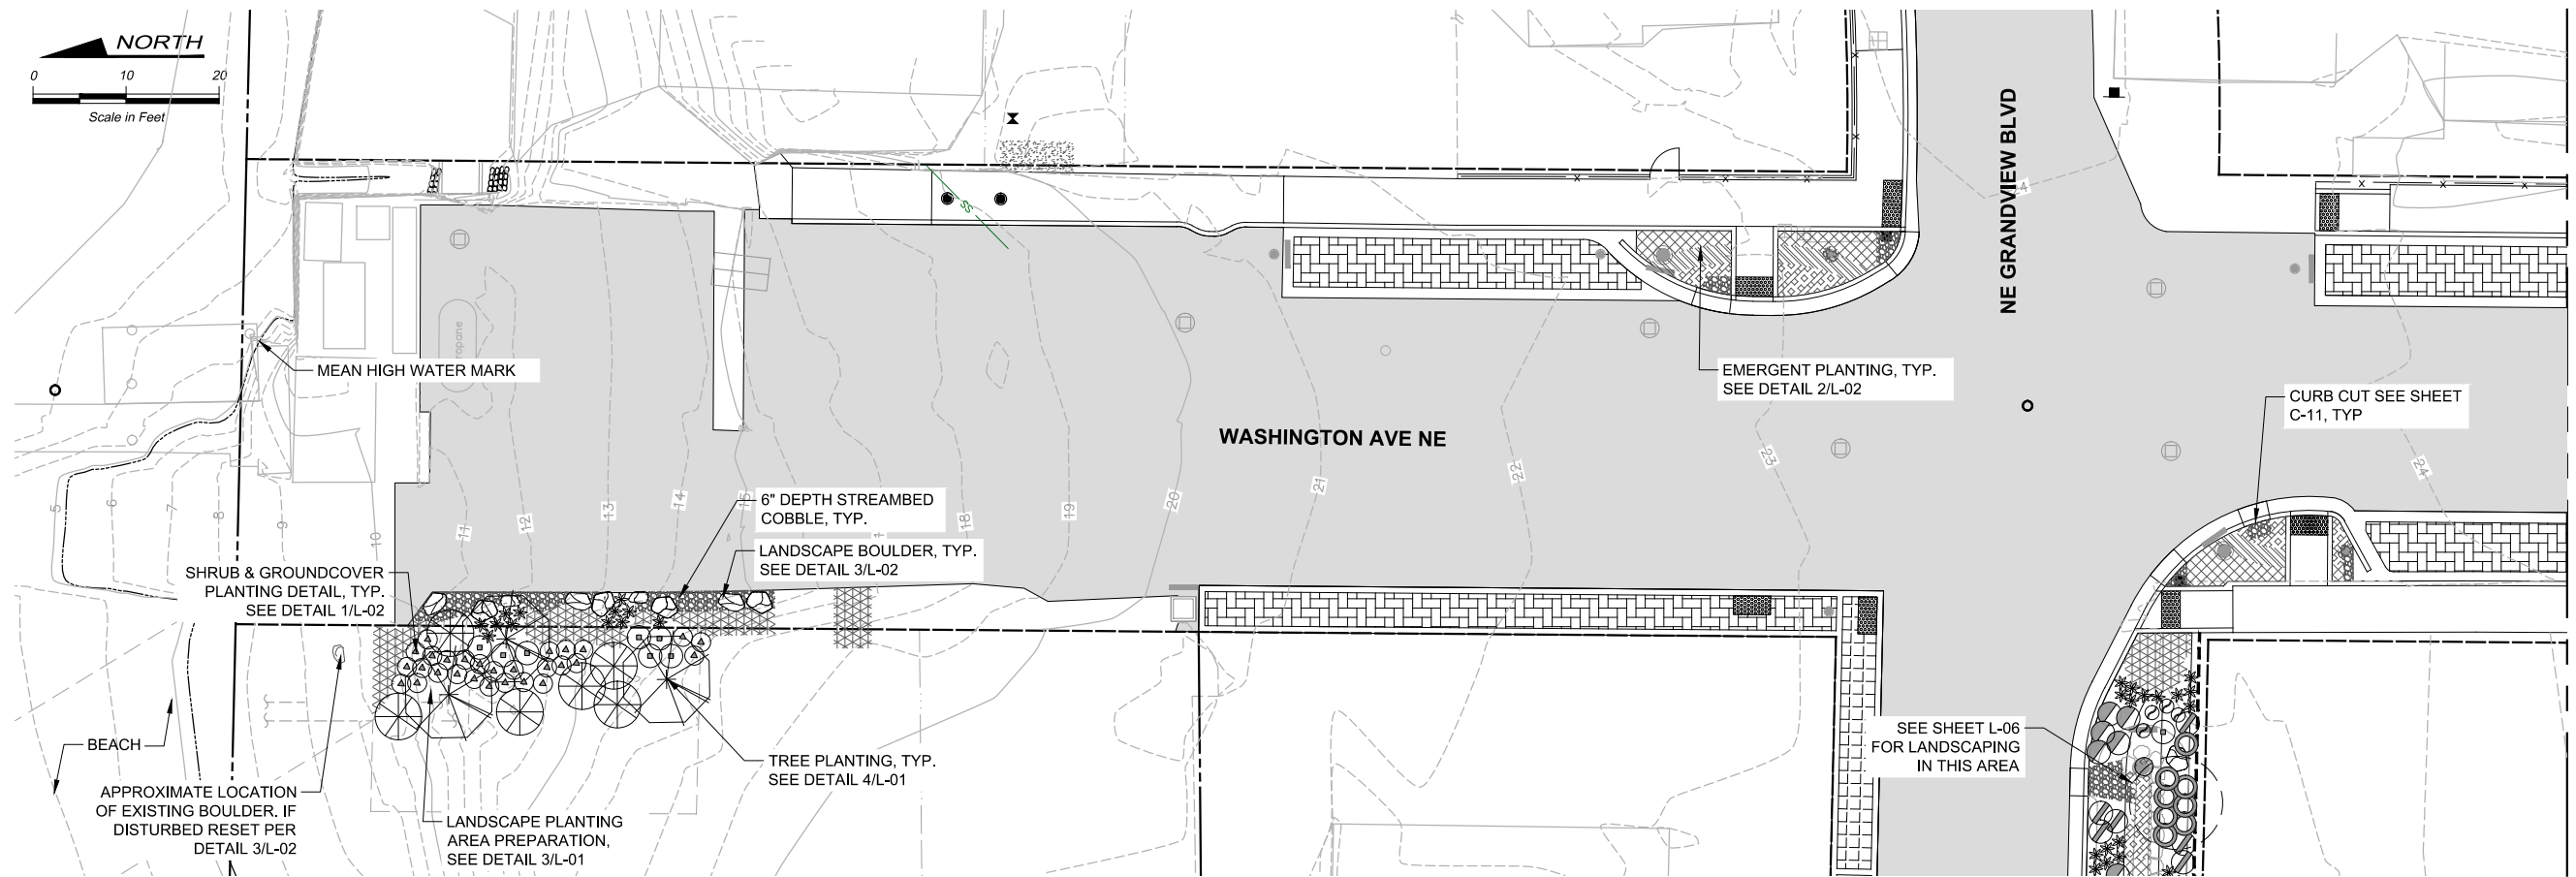 NORTH
0 10 20
Scale in Feet
NE GRANDVIEW BLVD
SS
propane
MEAN HIGH WATER MARK
EMERGENT PLANTING, TYP.
SEE DETAIL 2/L-02
CURB CUT SEE SHEET
C-11, TYP
WASHINGTON AVE NE
5
6
7
8
9
10
11
12
13
14
15
18
19
20
21
22
23
24
6" DEPTH STREAMBED
COBBLE, TYP.
LANDSCAPE BOULDER, TYP.
SEE DETAIL 3/L-02
SHRUB & GROUNDCOVER
PLANTING DETAIL, TYP.
SEE DETAIL 1/L-02
BEACH
APPROXIMATE LOCATION
OF EXISTING BOULDER. IF
DISTURBED RESET PER
DETAIL 3/L-02
LANDSCAPE PLANTING
AREA PREPARATION,
SEE DETAIL 3/L-01
TREE PLANTING, TYP.
SEE DETAIL 4/L-01
SEE SHEET L-06
FOR LANDSCAPING
IN THIS AREA